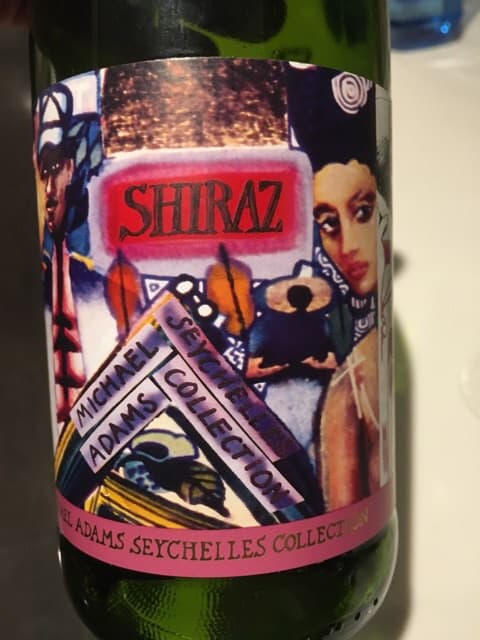 SHIRAZ
MICHAEL
ADAMS
SEYCHELLES
COLLECTION
ADAMS SEYCHELLES COLLECTION